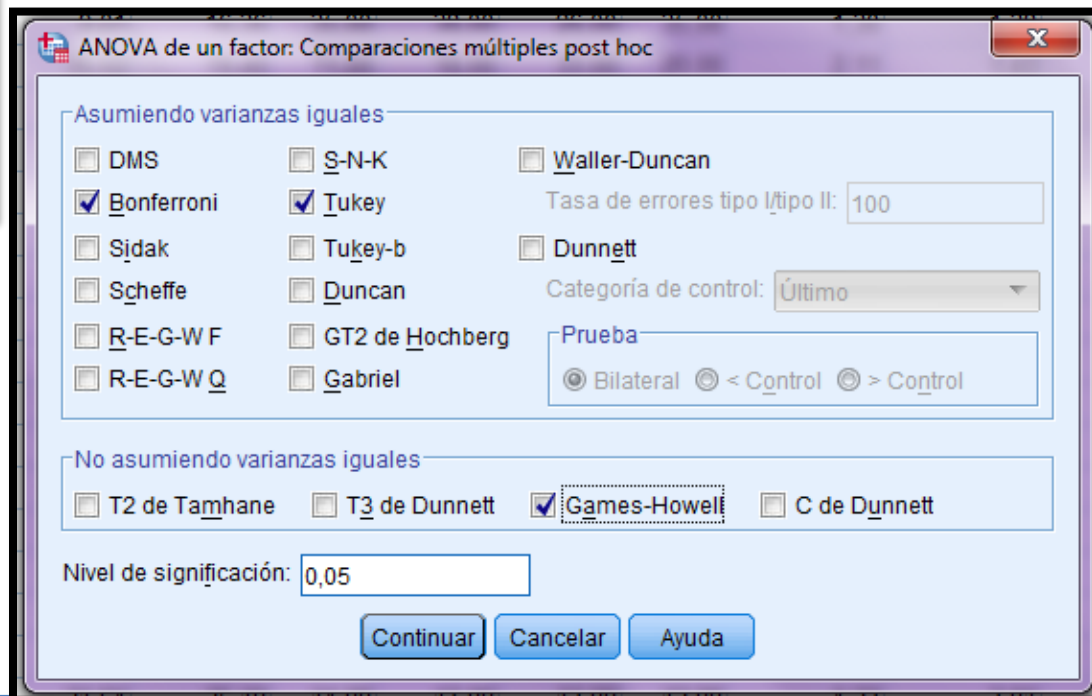 ANOVA de un factor: Comparaciones múltiples post hoc
X
Asumiendo varianzas iguales
DMS S-N-K Waller-Duncan
Bonferroni Tukey Tasa de errores tipo I/tipo II: 100
Sidak Tukey-b Dunnett
Scheffe Duncan Categoría de control: Último
R-E-G-W F GT2 de Hochberg Prueba
R-E-G-W Q Gabriel Bilateral < Control > Control
No asumiendo varianzas iguales
T2 de Tamhane T3 de Dunnett Games-Howell C de Dunnett
Nivel de significación: 0,05
Continuar Cancelar Ayuda